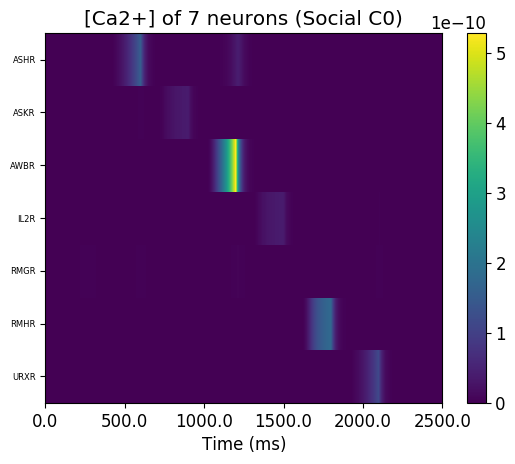 [Ca2+] of 7 neurons (Social C0)
1e−10
ASHR
ASKR
AWBR
IL2R
RMGR
RMHR
URXR
5
4
3
2
1
0
0.0 500.0 1000.0 1500.0 2000.0 2500.0
Time (ms)